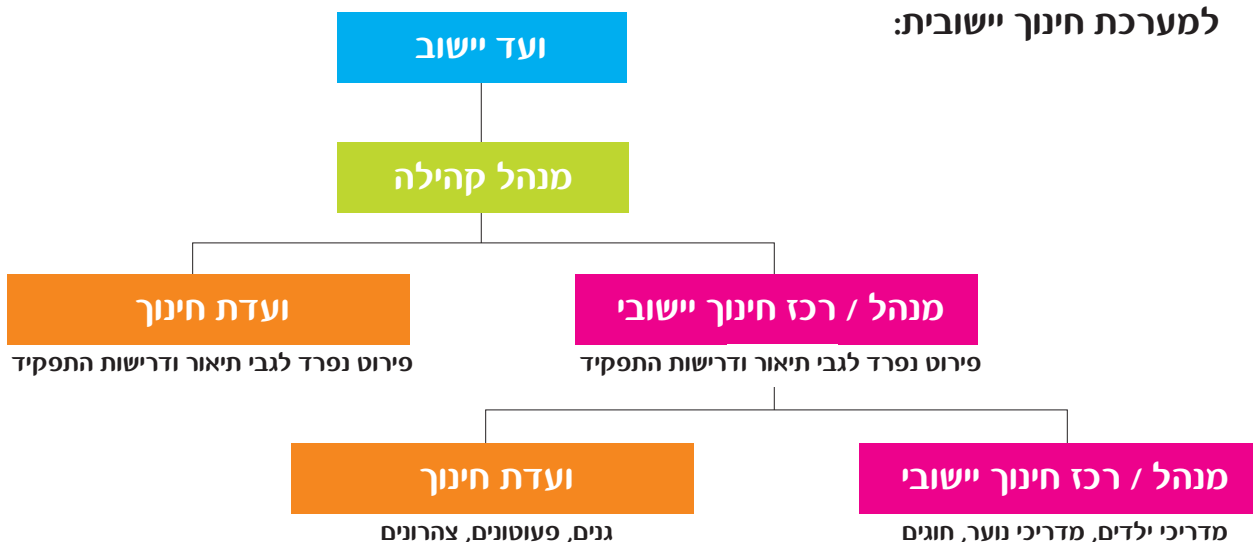 למערכת חינוך יישובית:
ועד יישוב
מנהל קהילה
מנהל / רכז חינוך יישובי
פירוט נפרד לגבי תיאור ודרישות התפקיד
ועדת חינוך
פירוט נפרד לגבי תיאור ודרישות התפקיד
מנהל / רכז חינוך יישובי
מדריכי ילדים, מדריכי נוער, חוגים
ועדת חינוך
גנים, פעוטונים, צהרונים